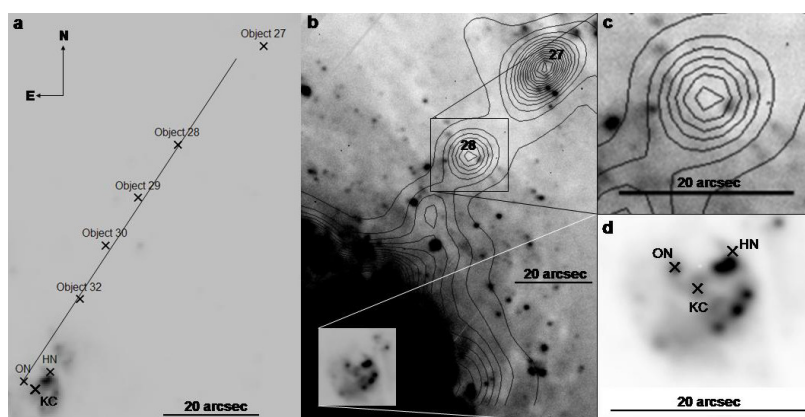 a
N
E
Object 27
Object 28
Object 29
Object 30
Object 32
ON
HN
KC
20 arcsec
b
27
28
20 arcsec
c
20 arcsec
d
ON
HN
KC
20 arcsec